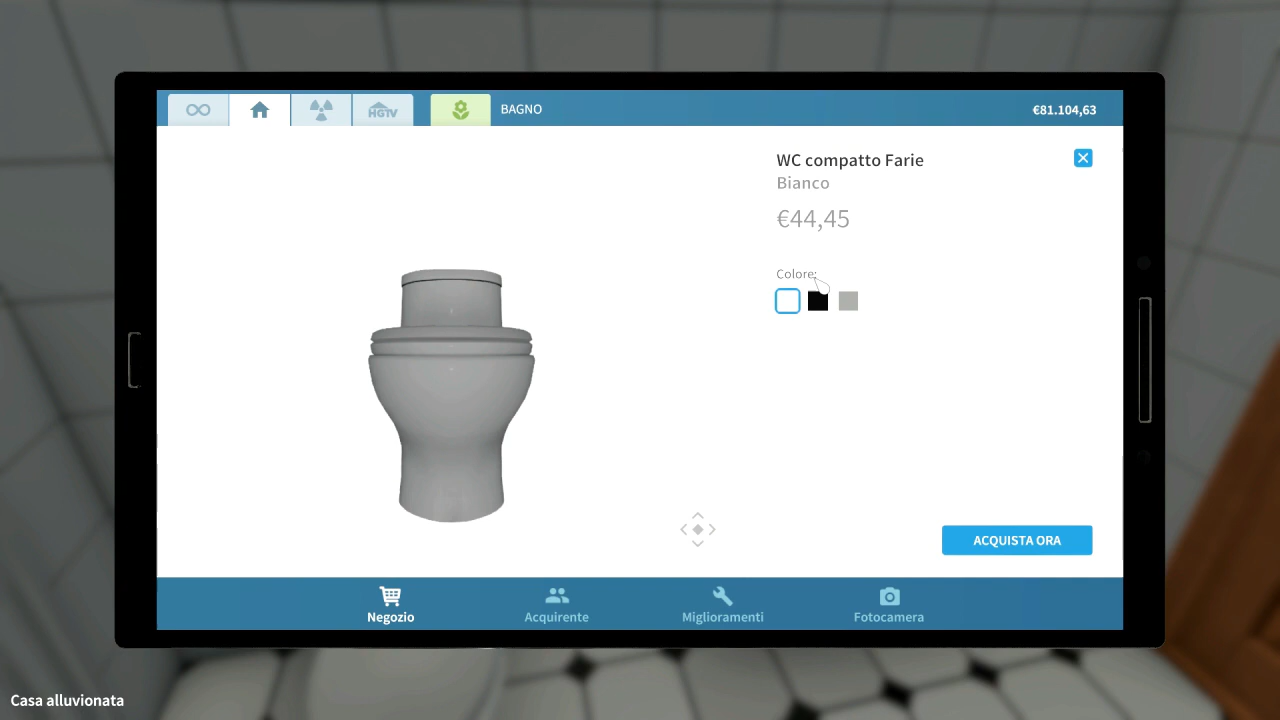 HGTV
BAGNO
€81.104,63
WC compatto Farie
Bianco
€44,45
Colore:
ACQUISTA ORA
Negozio
Acquirente
Miglioramenti
Fotocamera
Casa alluvionata